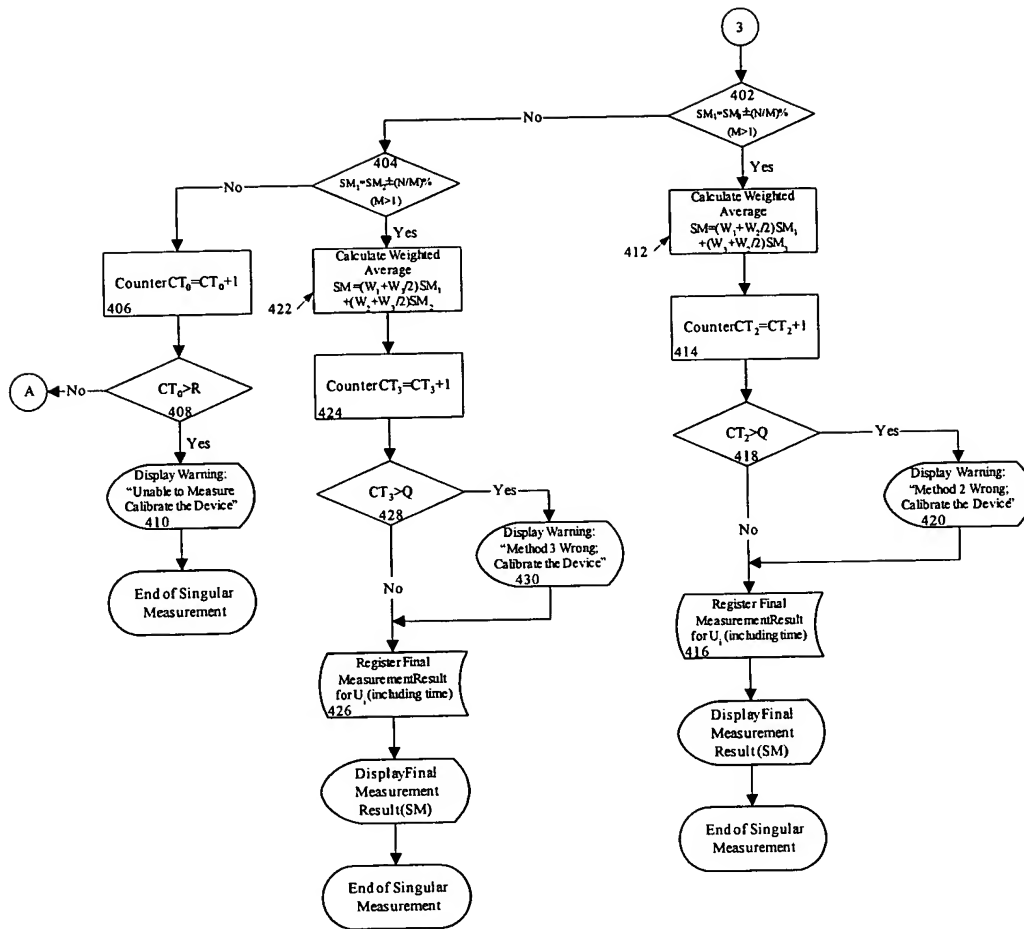 3
402
SM₁=SM₃±(N/M)%
(M>1)
No
Yes
404
SM₁=SM₂±(N/M)%
(M>1)
No
Yes
Calculate Weighted
Average
SM=(W₁+W₂/2)SM₁
+(W₃+W₂/2)SM₃
412
Counter CT₀=CT₀+1
406
Calculate Weighted
Average
SM=(W₁+W₃/2)SM₁
+(W₂+W₃/2)SM₂
422
Counter CT₂=CT₂+1
414
A
No
CT₀>R
408
Yes
Counter CT₃=CT₃+1
424
CT₂>Q
418
Yes
No
Display Warning:
"Unable to Measure
Calibrate the Device"
410
CT₃>Q
428
Yes
No
Display Warning:
"Method 2 Wrong;
Calibrate the Device"
420
End of Singular
Measurement
Display Warning:
"Method 3 Wrong;
Calibrate the Device"
430
Register Final
Measurement Result
for Uᵢ (including time)
416
Register Final
Measurement Result
for Uᵢ (including time)
426
Display Final
Measurement
Result (SM)
Display Final
Measurement
Result (SM)
End of Singular
Measurement
End of Singular
Measurement